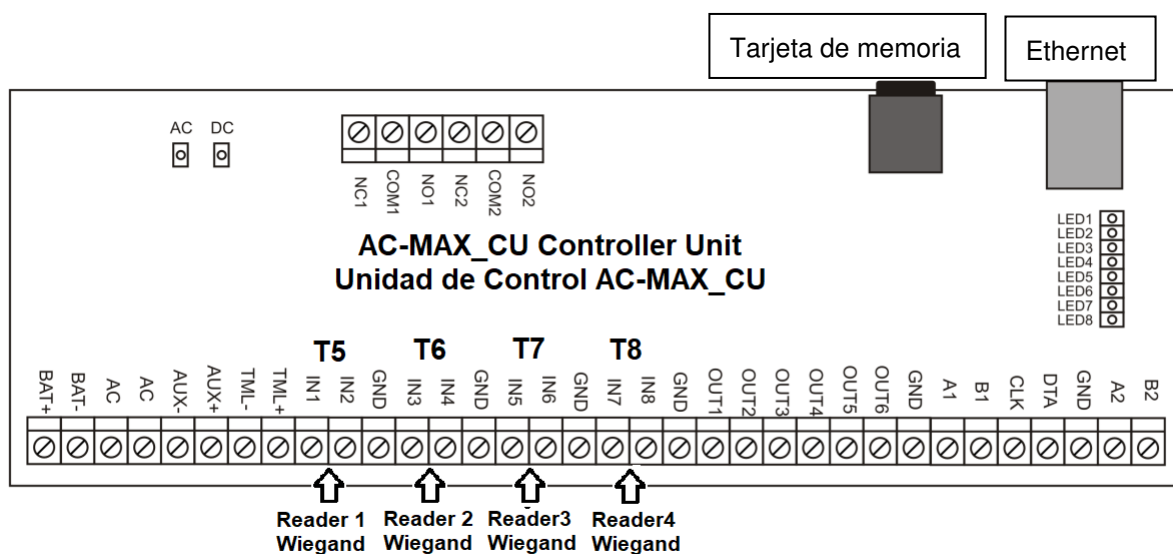 Tarjeta de memoria
Ethernet
AC DC
NC1 COM1 NO1 NC2 COM2 NO2
AC-MAX_CU Controller Unit
Unidad de Control AC-MAX_CU
LED1
LED2
LED3
LED4
LED5
LED6
LED7
LED8
T5 T6 T7 T8
BAT+ BAT- AC AC AUX- AUX+ TML- TML+ IN1 IN2 GND IN3 IN4 GND IN5 IN6 GND IN7 IN8 GND OUT1 OUT2 OUT3 OUT4 OUT5 OUT6 GND A1 B1 CLK DTA GND A2 B2
Reader 1 Reader 2 Reader3 Reader4
Wiegand Wiegand Wiegand Wiegand